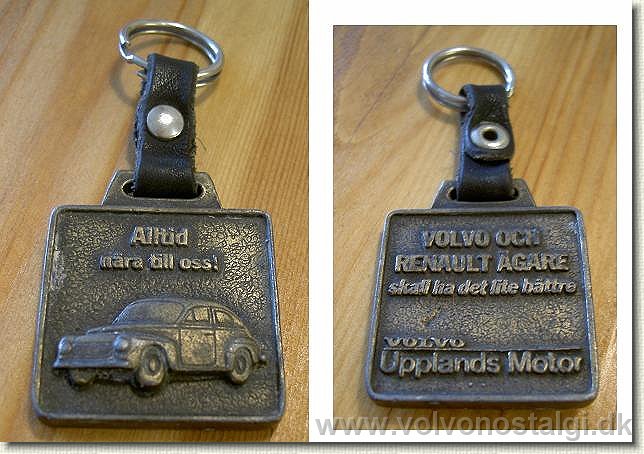 Alltid
nära till oss!
VOLVO OCH
RENAULT ÄGARE
skall ha det lite bättre
VOLVO
Upplands Motor
www.volvonostalgi.dk